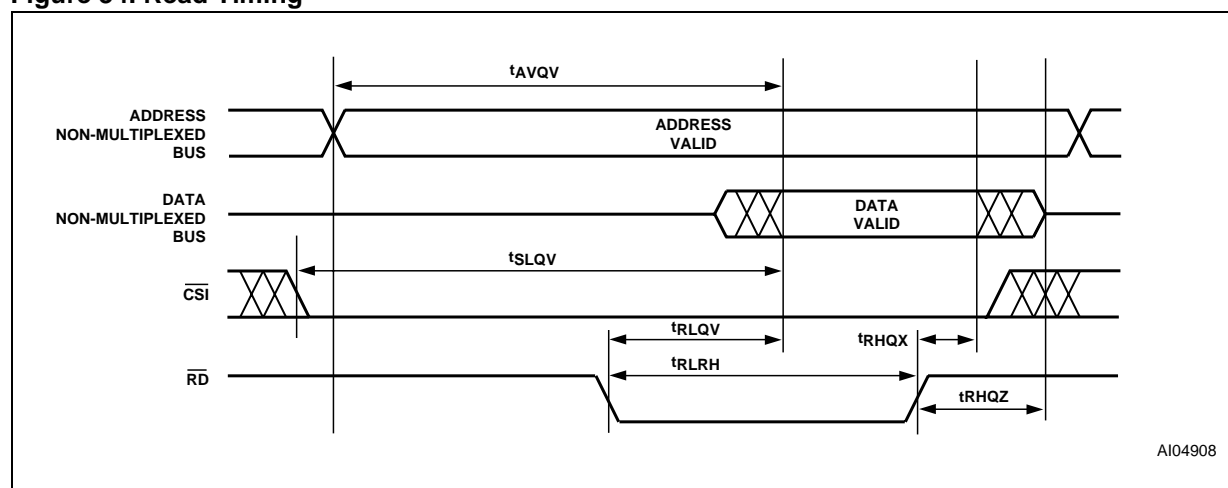 Figure Read Timing
tAVQV
ADDRESS
NON-MULTIPLEXED
BUS
ADDRESS
VALID
DATA
NON-MULTIPLEXED
BUS
DATA
VALID
tSLQV
CSI
tRLQV
tRHQX
tRLRH
RD
tRHQZ
AI04908